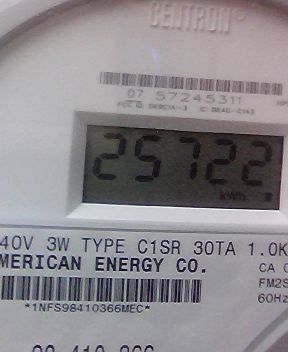 CENTRON®
07 57245311
25722
kWh
40V 3W TYPE C1SR 30TA 1.0K
MERICAN ENERGY CO.
CA 0
FM2S
60Hz
*1NFS98410366MEC*